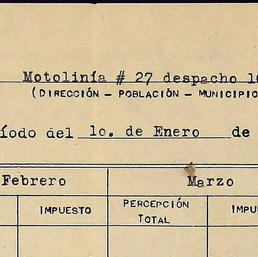 Motolinía # 27 despacho 10
(DIRECCIÓN - POBLACIÓN - MUNICIPIO
íodo del 1o. de Enero de
Febrero Marzo
IMPUESTO PERCEPCIÓN TOTAL IMPU